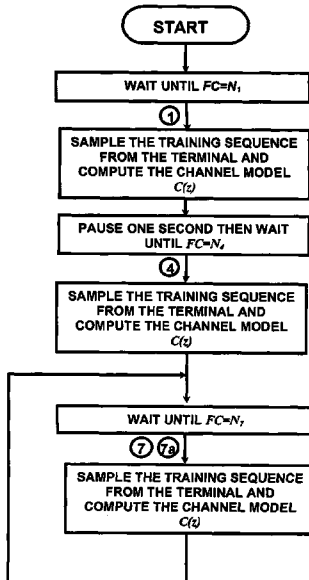 START
WAIT UNTIL FC=N₁
①
SAMPLE THE TRAINING SEQUENCE
FROM THE TERMINAL AND
COMPUTE THE CHANNEL MODEL
C(z)
PAUSE ONE SECOND THEN WAIT
UNTIL FC=N₄
④
SAMPLE THE TRAINING SEQUENCE
FROM THE TERMINAL AND
COMPUTE THE CHANNEL MODEL
C(z)
WAIT UNTIL FC=N₇
⑦ 7a
SAMPLE THE TRAINING SEQUENCE
FROM THE TERMINAL AND
COMPUTE THE CHANNEL MODEL
C(z)